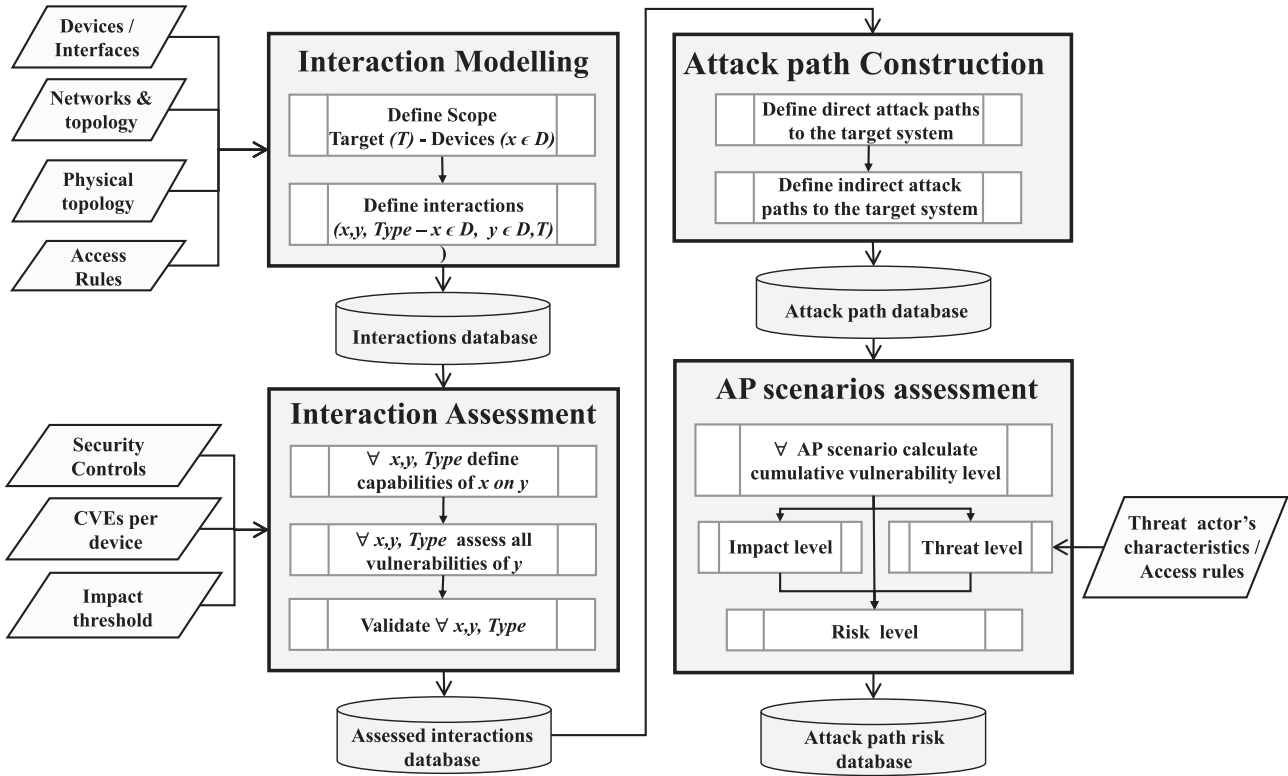 Devices /
Interfaces
Networks &
topology
Physical
topology
Access
Rules
Interaction Modelling
Define Scope
Target (T) - Devices (x ϵ D)
Define interactions
(x,y, Type – x ϵ D, y ϵ D,T)
)
Interactions database
Security
Controls
CVEs per
device
Impact
threshold
Interaction Assessment
∀ x,y, Type define
capabilities of x on y
∀ x,y, Type assess all
vulnerabilities of y
Validate ∀ x,y, Type
Assessed interactions
database
Attack path Construction
Define direct attack paths
to the target system
Define indirect attack
paths to the target system
Attack path database
AP scenarios assessment
∀ AP scenario calculate
cumulative vulnerability level
Impact level
Threat level
Risk level
Threat actor’s
characteristics /
Access rules
Attack path risk
database